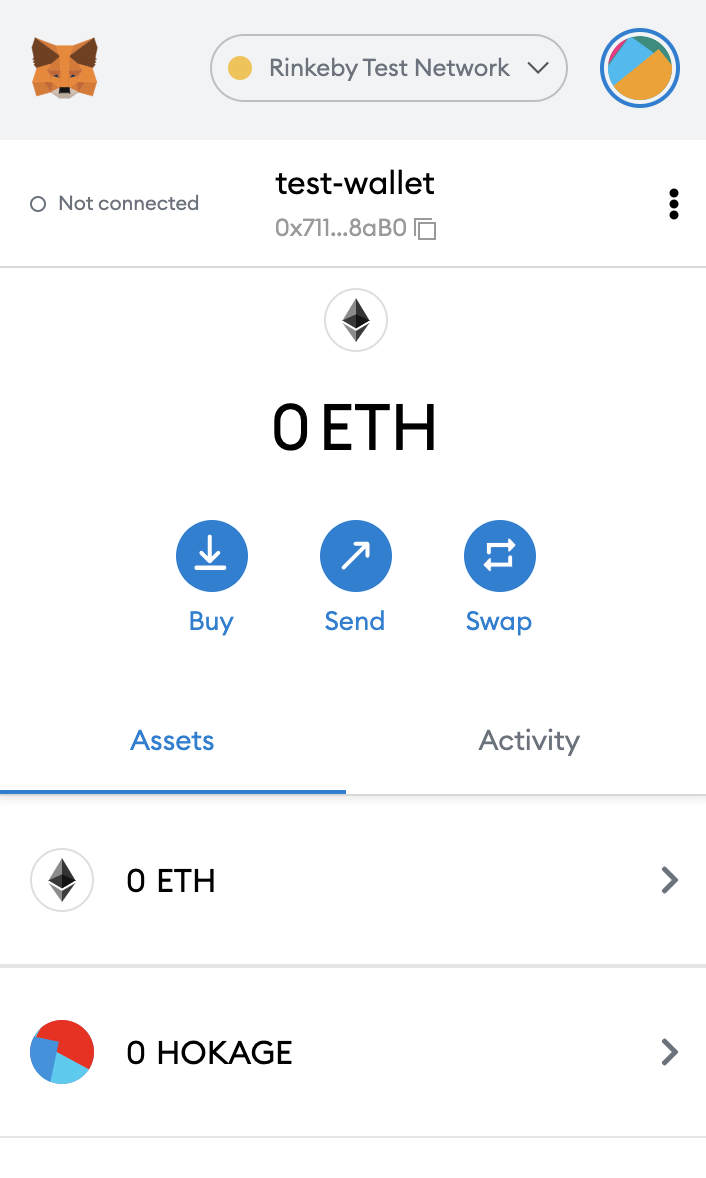 Rinkeby Test Network
Not connected
test-wallet
0x711...8aB0
0 ETH
Buy
Send
Swap
Assets
Activity
0 ETH
0 HOKAGE